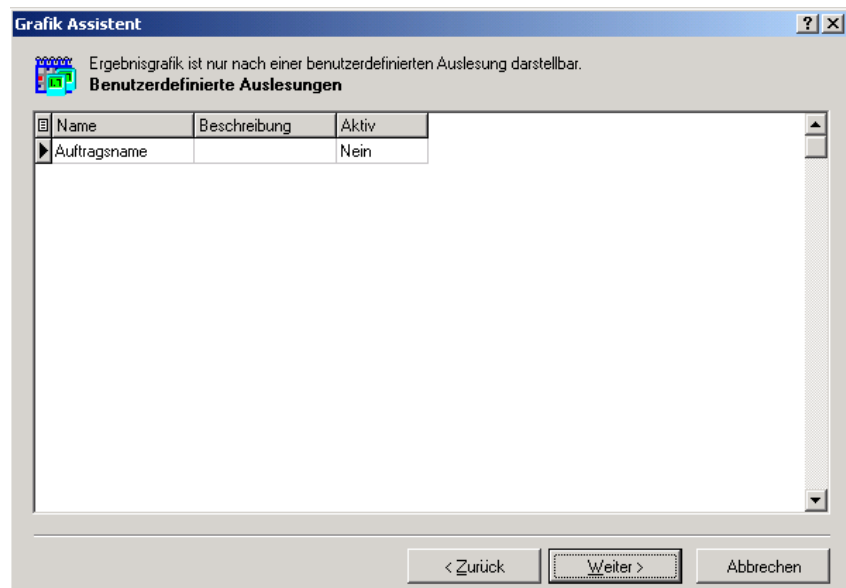 Grafik Assistent
Ergebnisgrafik ist nur nach einer benutzerdefinierten Auslesung darstellbar.
Benutzerdefinierte Auslesungen
Name Beschreibung Aktiv
Auftragsname Nein
< Zurück Weiter > Abbrechen